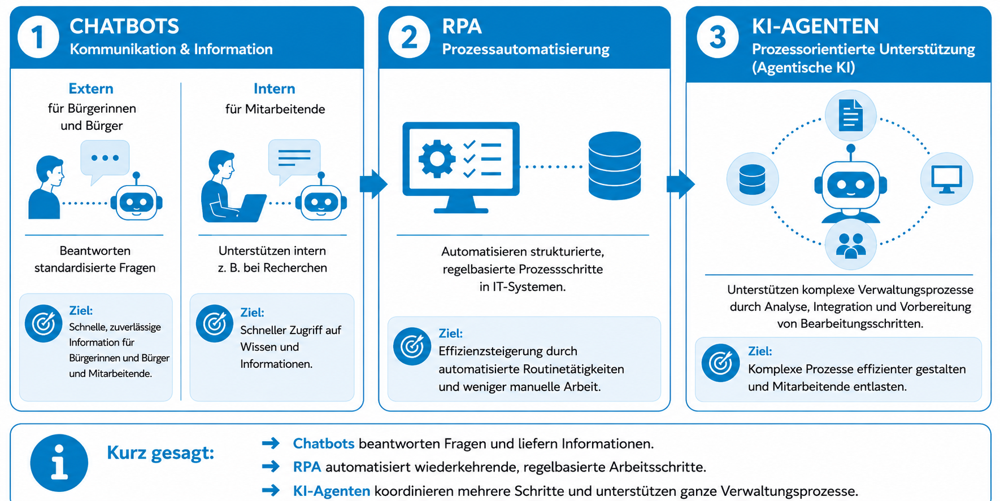 1
CHATBOTS
Kommunikation & Information
Extern
für Bürgerinnen
und Bürger
Beantworten
standardisierte Fragen
Ziel:
Schnelle, zuverlässige
Information für
Bürgerinnen und Bürger
und Mitarbeitende.
Intern
für Mitarbeitende
Unterstützen intern
z. B. bei Recherchen
Ziel:
Schneller Zugriff auf
Wissen und
Informationen.
2
RPA
Prozessautomatisierung
Automatisieren strukturierte,
regelbasierte Prozessschritte
in IT-Systemen.
Ziel:
Effizienzsteigerung durch
automatisierte Routinetätigkeiten
und weniger manuelle Arbeit.
3
KI-AGENTEN
Prozessorientierte Unterstützung
(Agentische KI)
Unterstützen komplexe Verwaltungsprozesse
durch Analyse, Integration und Vorbereitung
von Bearbeitungsschritten.
Ziel:
Komplexe Prozesse effizienter gestalten
und Mitarbeitende entlasten.
Kurz gesagt:
Chatbots beantworten Fragen und liefern Informationen.
RPA automatisiert wiederkehrende, regelbasierte Arbeitsschritte.
KI-Agenten koordinieren mehrere Schritte und unterstützen ganze Verwaltungsprozesse.